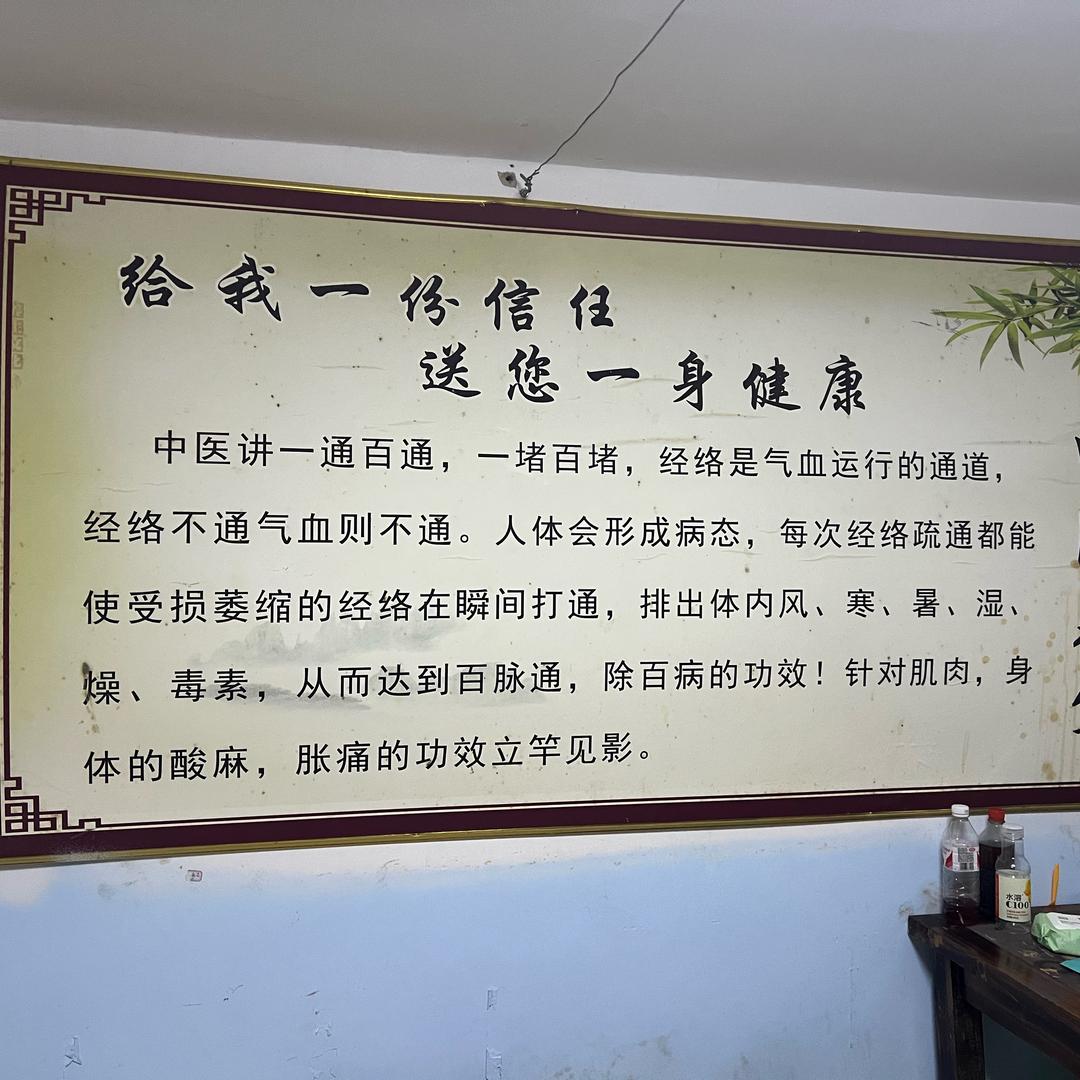 给我一份信任
送您一身健康
中医讲一通百通，一堵百堵，经络是气血运行的通道，
经络不通气血则不通。人体会形成病态，每次经络疏通都能
使受损萎缩的经络在瞬间打通，排出体内风、寒、暑、湿、
燥、毒素，从而达到百脉通，除百病的功效！针对肌肉，身
体的酸麻，胀痛的功效立竿见影。
水溶
C100